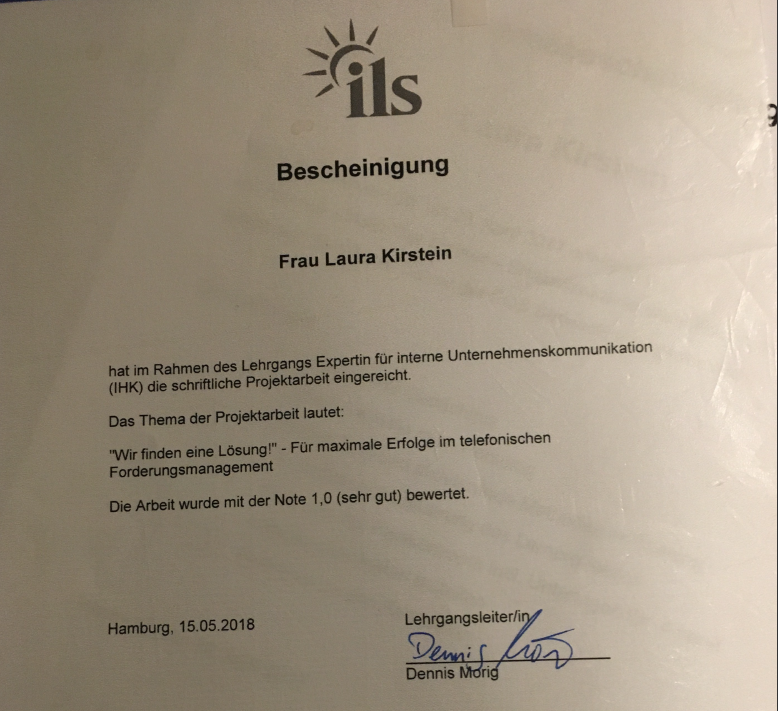 ils
Bescheinigung
Frau Laura Kirstein
hat im Rahmen des Lehrgangs Expertin für interne Unternehmenskommunikation
(IHK) die schriftliche Projektarbeit eingereicht.
Das Thema der Projektarbeit lautet:
"Wir finden eine Lösung!" - Für maximale Erfolge im telefonischen
Forderungsmanagement
Die Arbeit wurde mit der Note 1,0 (sehr gut) bewertet.
Hamburg, 15.05.2018
Lehrgangsleiter/in
Dennis
Dennis Morig